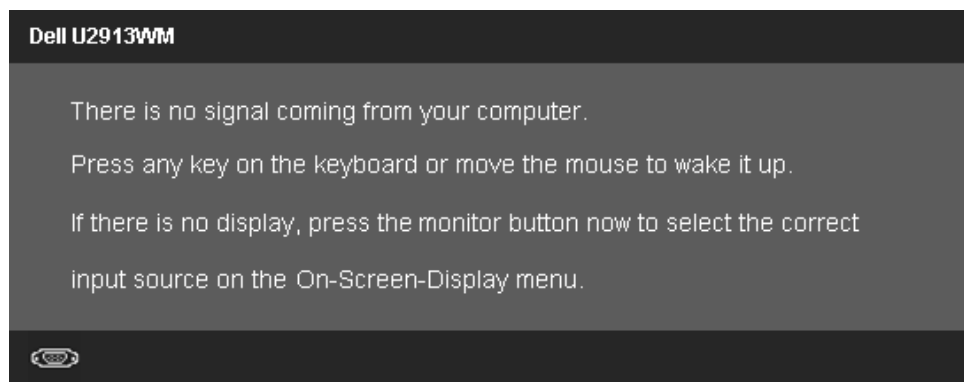 Dell U2913WM
There is no signal coming from your computer.
Press any key on the keyboard or move the mouse to wake it up.
If there is no display, press the monitor button now to select the correct
input source on the On-Screen-Display menu.